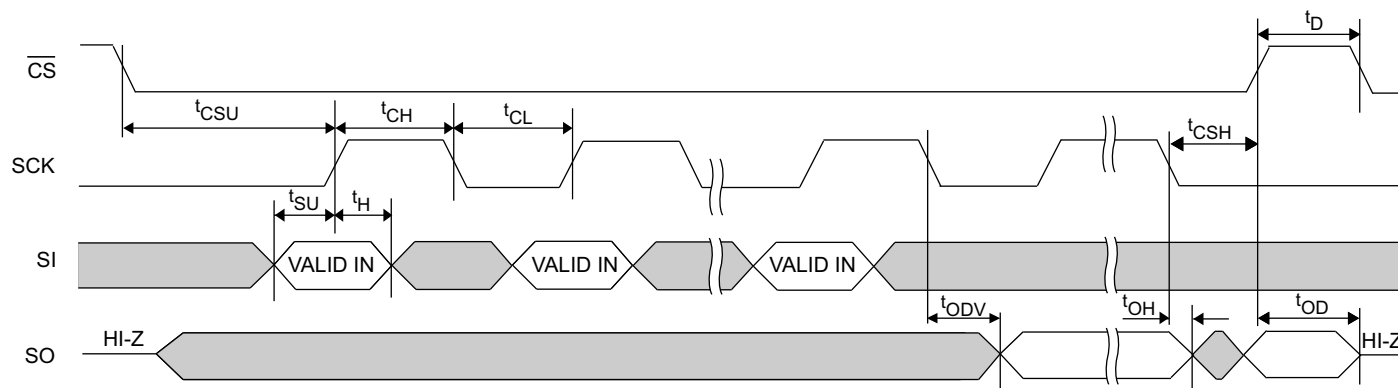 tD
CS
tCSU
tCH
tCL
tCSH
SCK
tSU
tH
SI
VALID IN
VALID IN
VALID IN
tODV
tOH
tOD
HI-Z
HI-Z
SO